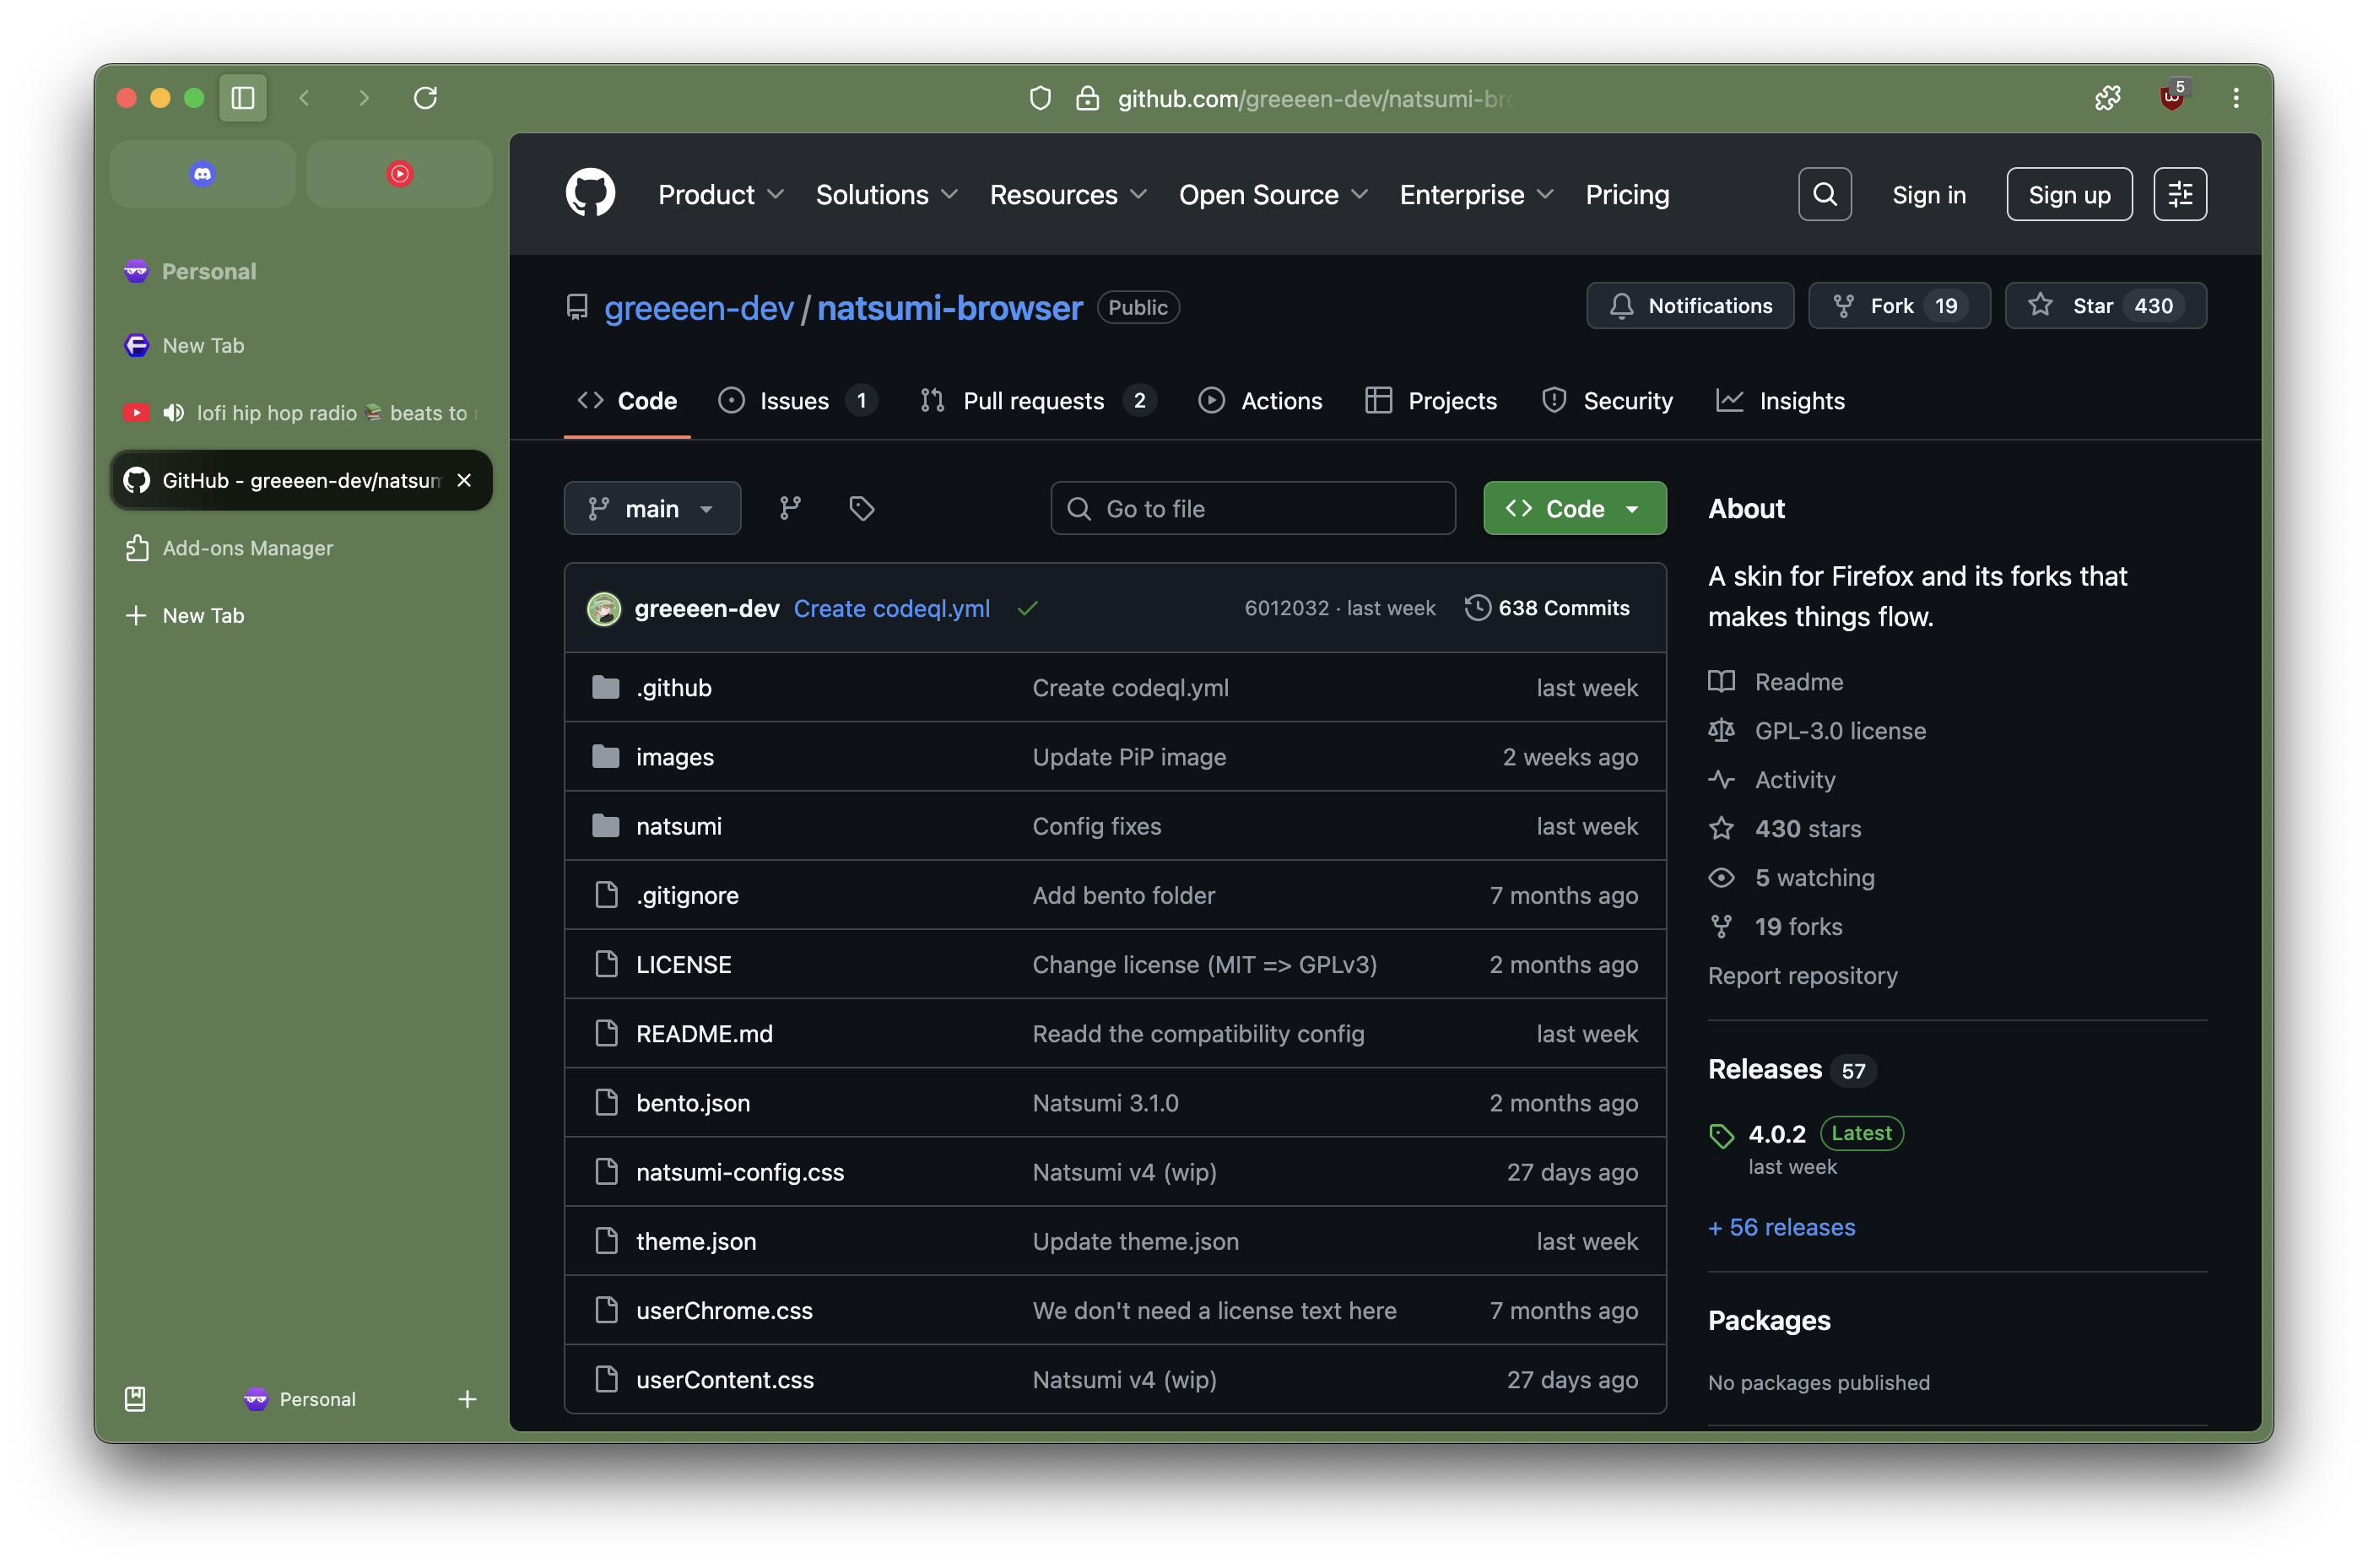 github.com/greeeen-dev/natsumi-bro
5
Personal
New Tab
lofi hip hop radio 📚 beats to
GitHub - greeeen-dev/natsum
Add-ons Manager
New Tab
Personal
Product
Solutions
Resources
Open Source
Enterprise
Pricing
Sign in
Sign up
greeeen-dev / natsumi-browser Public
Notifications
Fork 19
Star 430
Code
Issues 1
Pull requests 2
Actions
Projects
Security
Insights
main
Go to file
Code
greeeen-dev Create codeql.yml 6012032 · last week 638 Commits
.github Create codeql.yml last week
images Update PiP image 2 weeks ago
natsumi Config fixes last week
.gitignore Add bento folder 7 months ago
LICENSE Change license (MIT => GPLv3) 2 months ago
README.md Readd the compatibility config last week
bento.json Natsumi 3.1.0 2 months ago
natsumi-config.css Natsumi v4 (wip) 27 days ago
theme.json Update theme.json last week
userChrome.css We don't need a license text here 7 months ago
userContent.css Natsumi v4 (wip) 27 days ago
About
A skin for Firefox and its forks that
makes things flow.
Readme
GPL-3.0 license
Activity
430 stars
5 watching
19 forks
Report repository
Releases 57
4.0.2 Latest
last week
+ 56 releases
Packages
No packages published